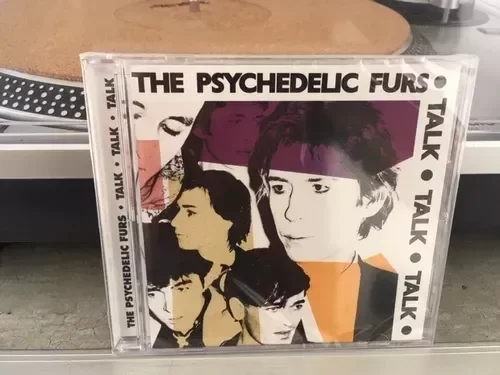 THE PSYCHEDELIC FURS •
TALK • TALK • TALK •
THE PSYCHEDELIC FURS • TALK • TALK • TALK